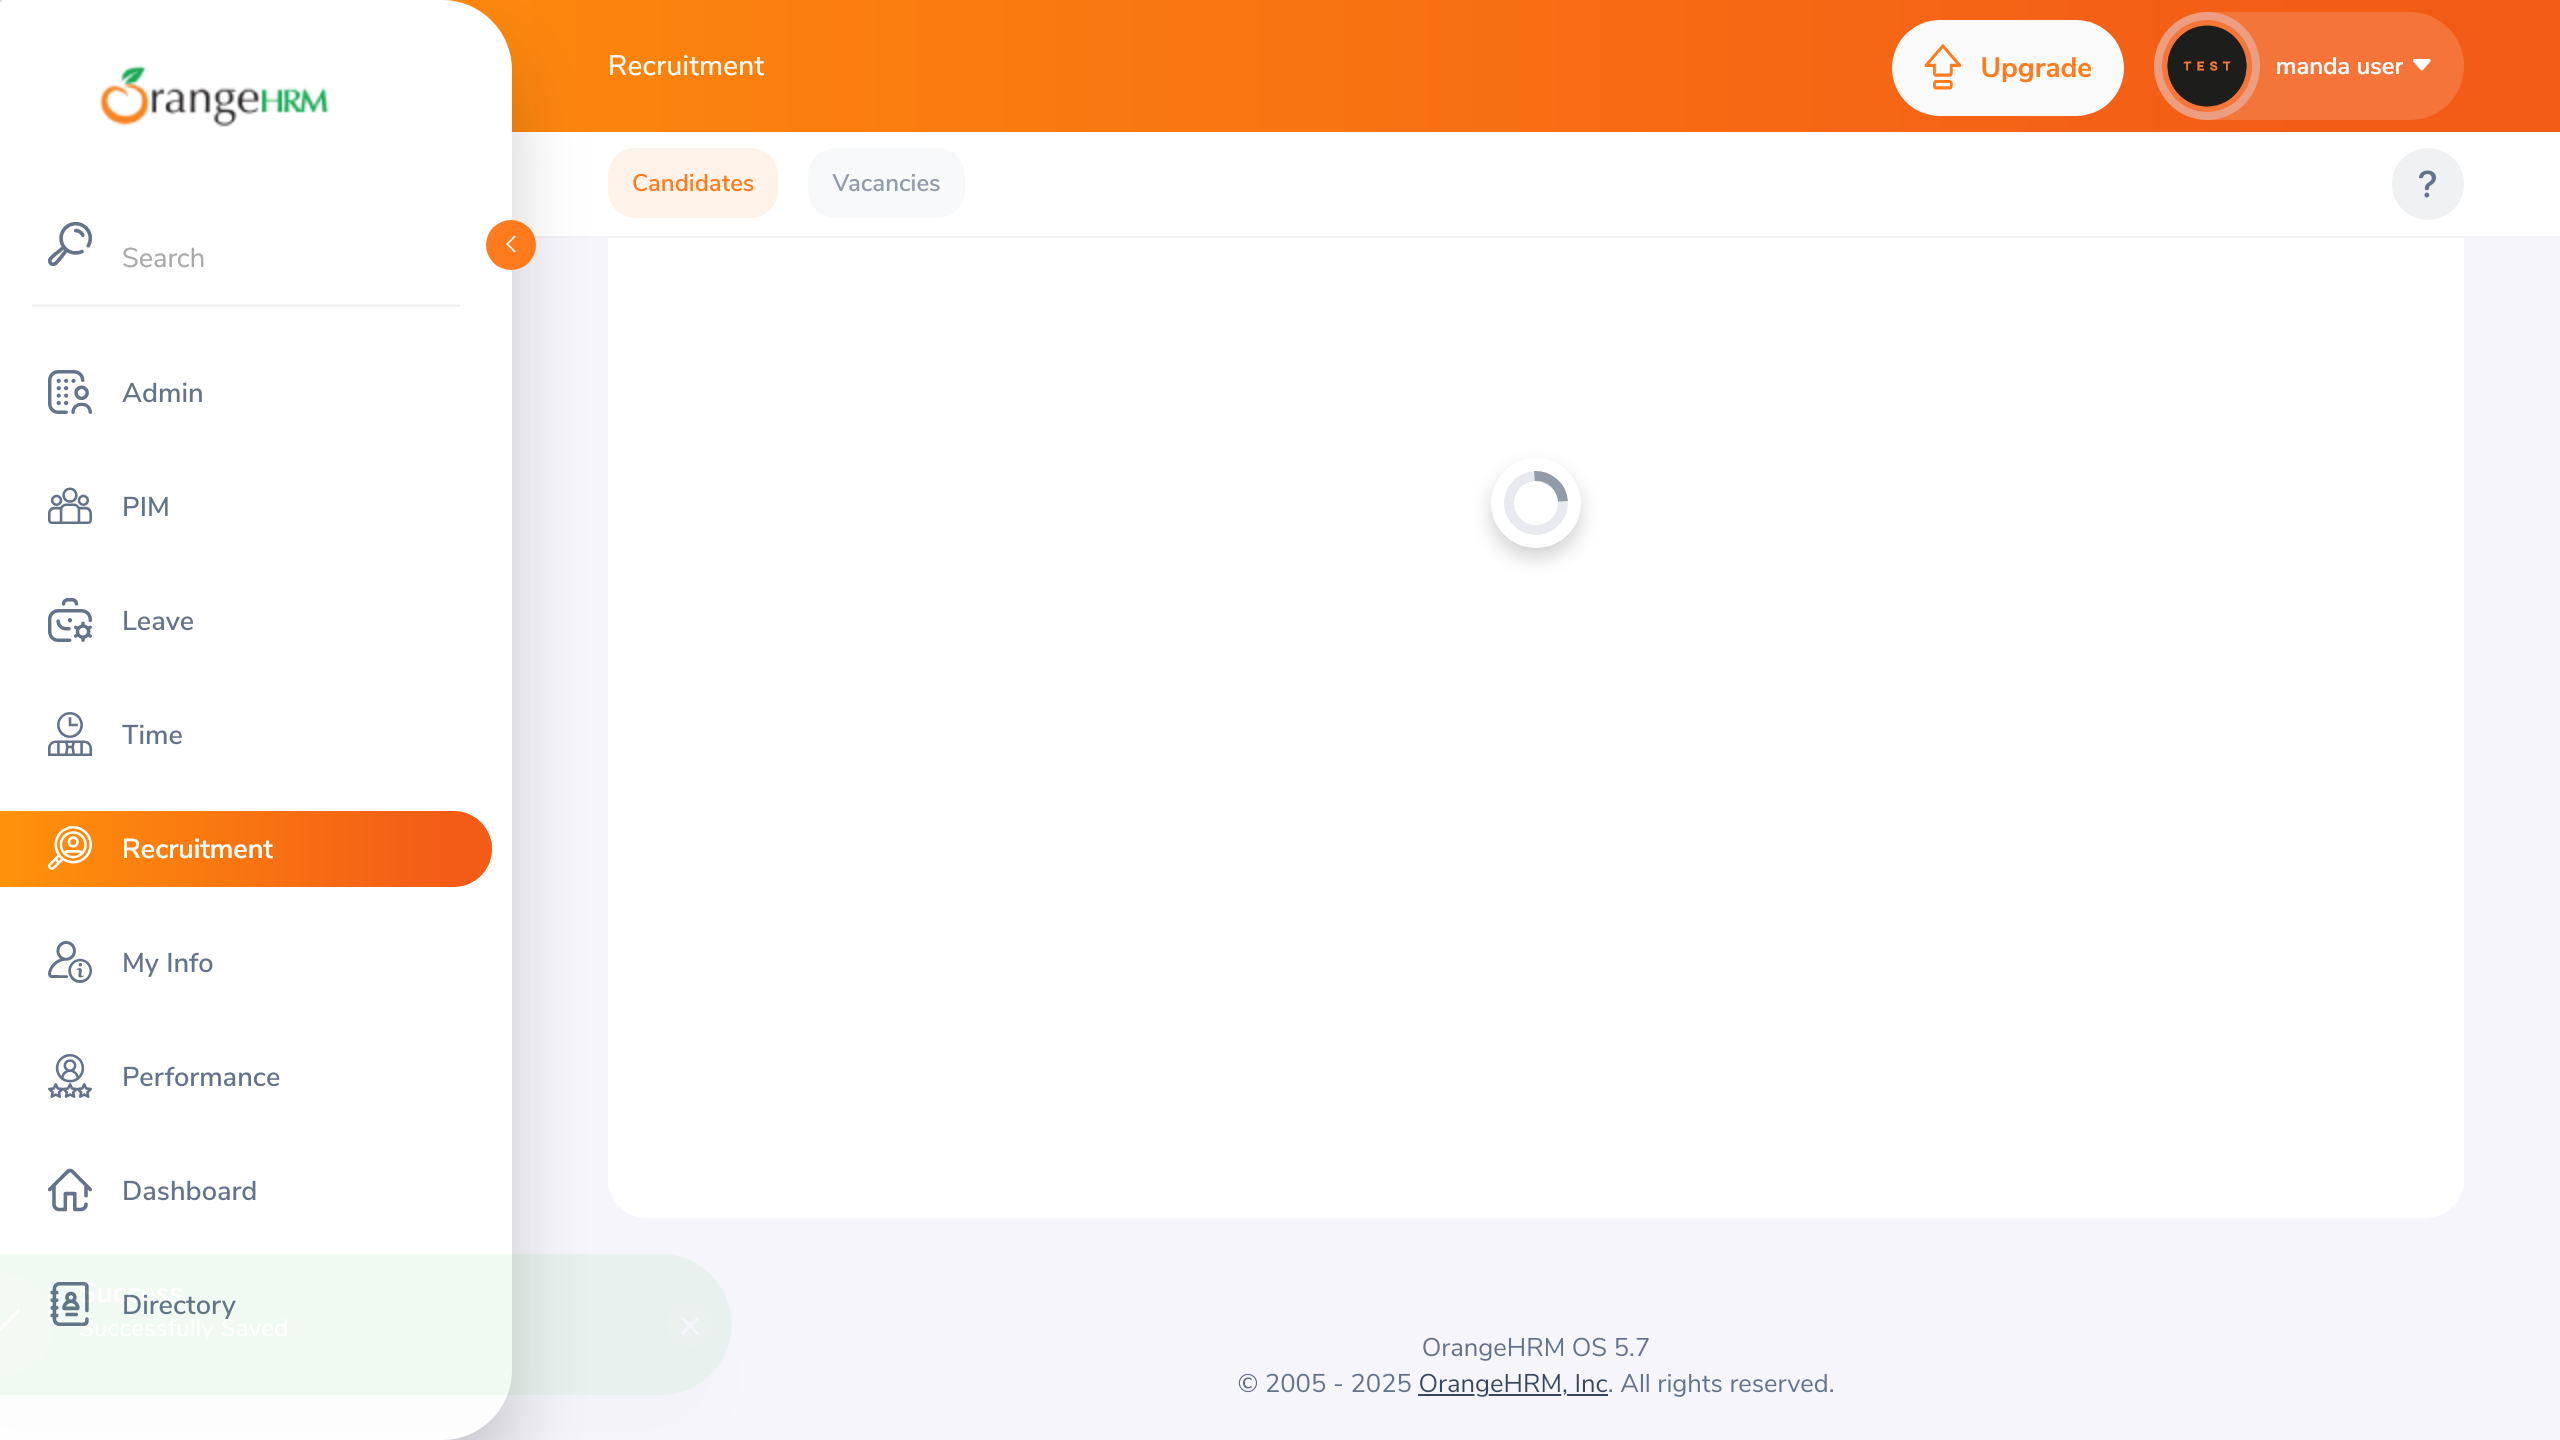 OrangeHRM
Search
Admin
PIM
Leave
Time
Recruitment
My Info
Performance
Dashboard
Directory
Success
Successfully Saved
Recruitment
Upgrade
TEST
manda user
Candidates
Vacancies
?
OrangeHRM OS 5.7
© 2005 - 2025 OrangeHRM, Inc. All rights reserved.